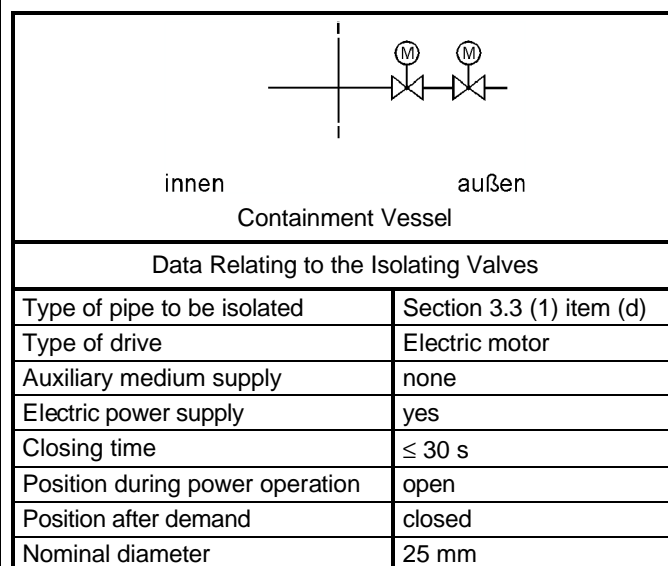 M M
innen außen
Containment Vessel
Data Relating to the Isolating Valves
Type of pipe to be isolated Section 3.3 (1) item (d)
Type of drive Electric motor
Auxiliary medium supply none
Electric power supply yes
Closing time ≤ 30 s
Position during power operation open
Position after demand closed
Nominal diameter 25 mm